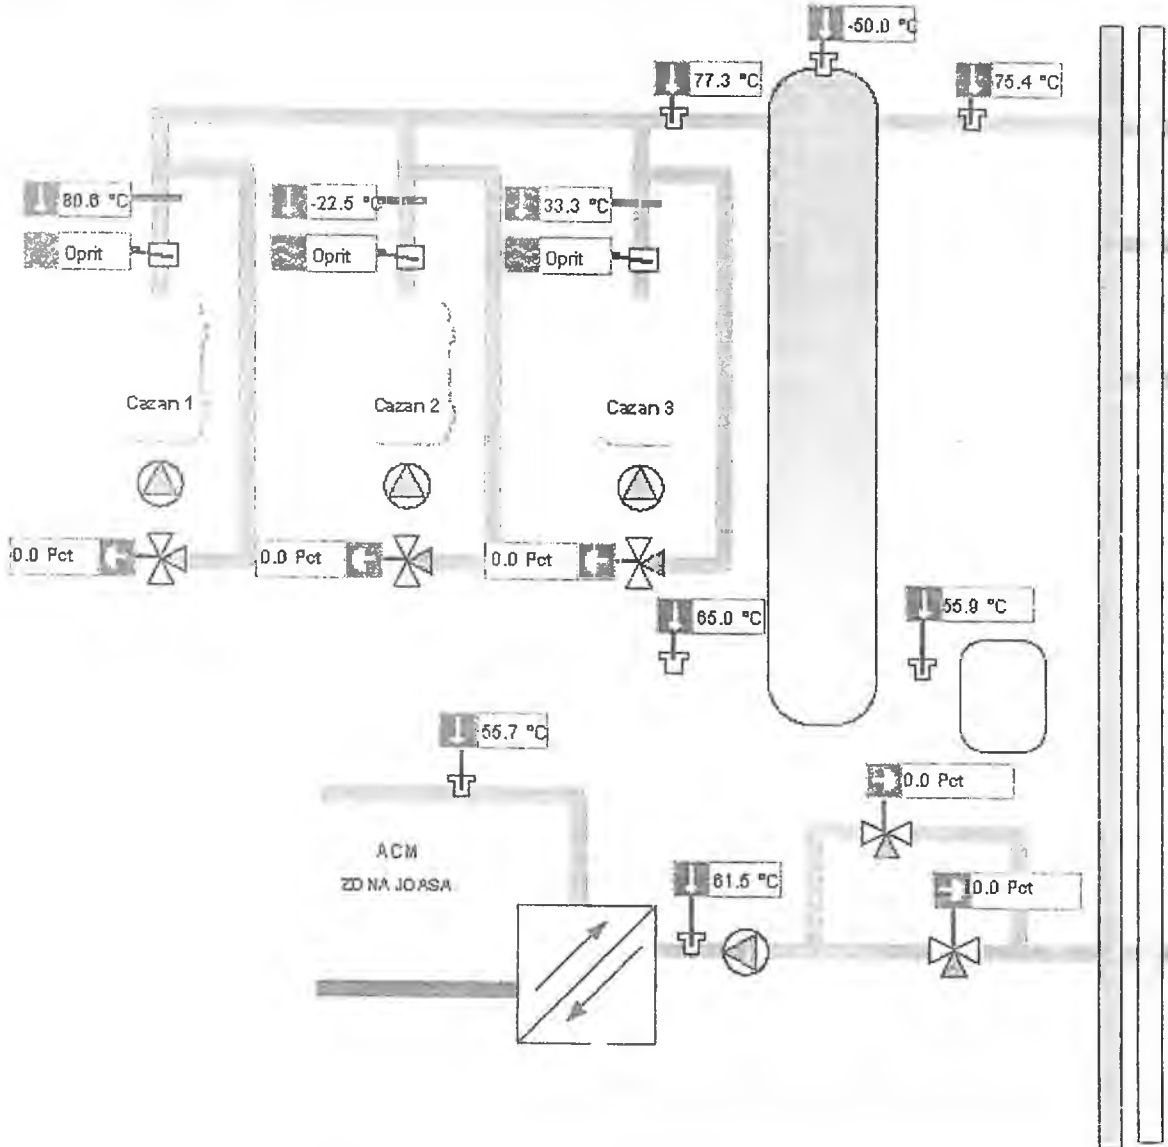 -50.0 °C
77.3 °C
75.4 °C
80.6 °C
-22.5 °C
33.3 °C
Oprit
Oprit
Oprit
Cazan 1
Cazan 2
Cazan 3
0.0 Pct
0.0 Pct
0.0 Pct
65.0 °C
55.9 °C
55.7 °C
0.0 Pct
ACM
ZONA JOASA
61.5 °C
0.0 Pct